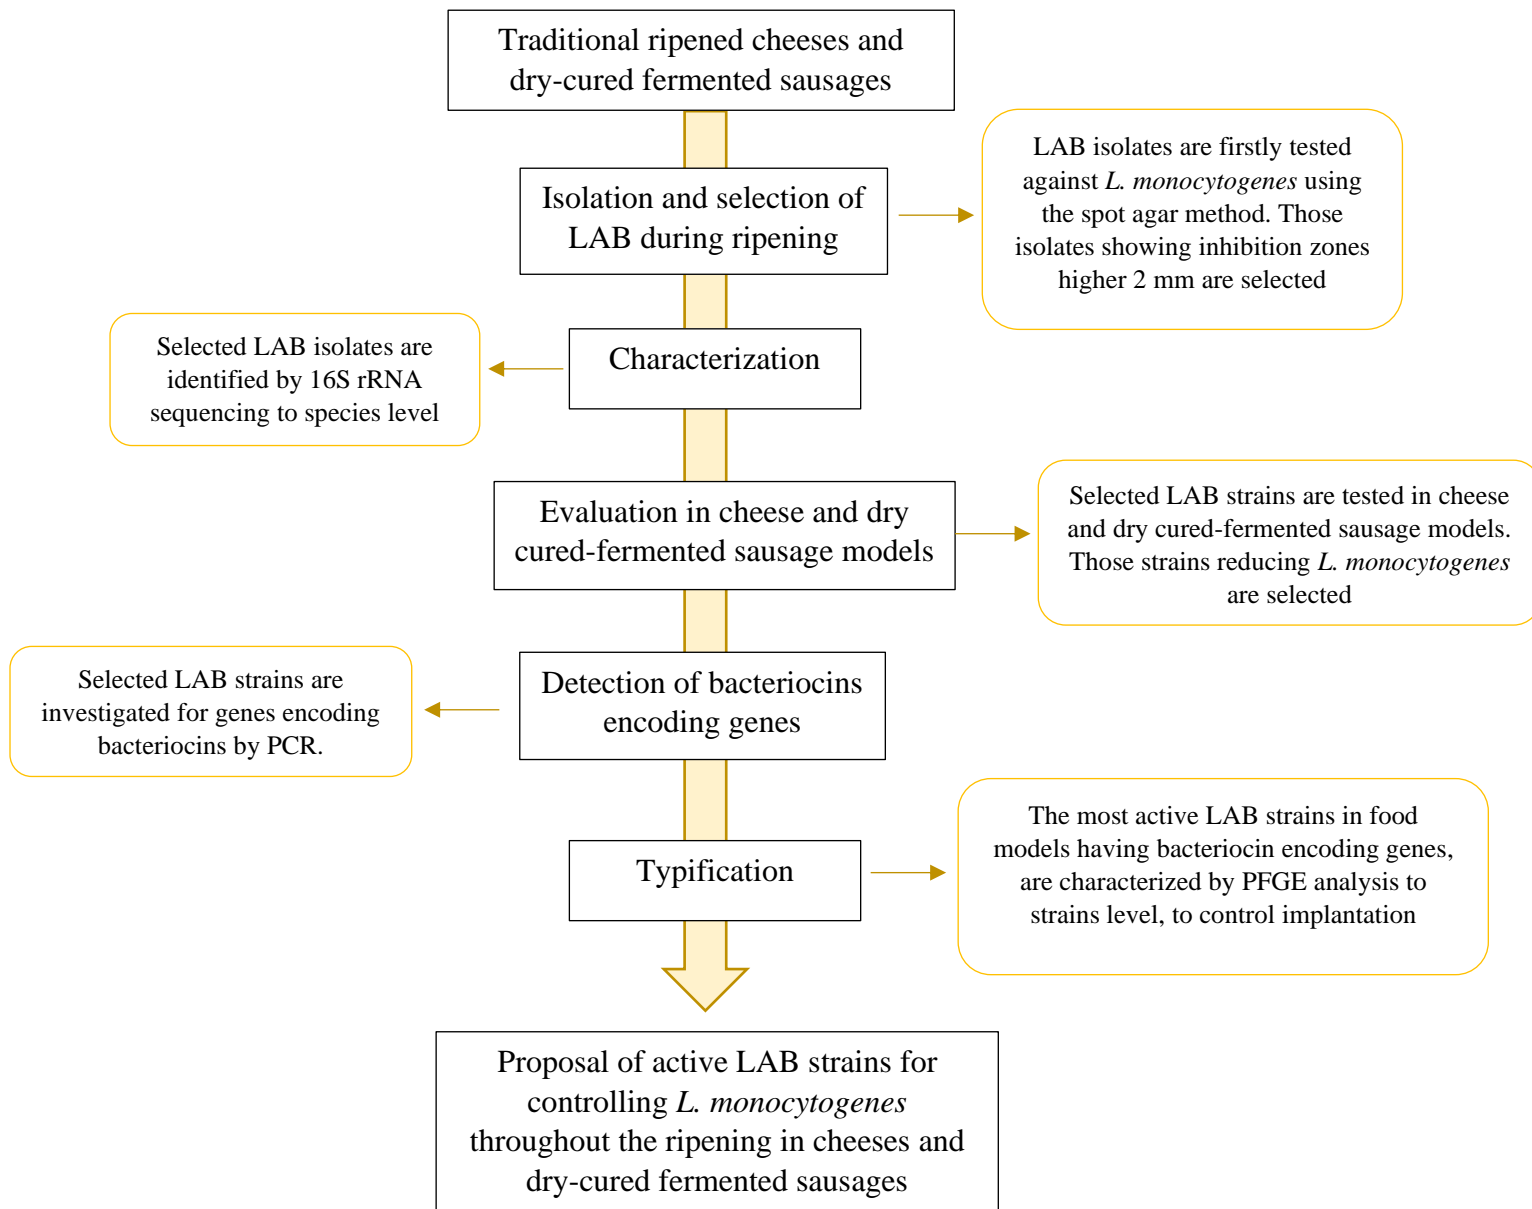 Traditional ripened cheeses and
dry-cured fermented sausages
Isolation and selection of
LAB during ripening
LAB isolates are firstly tested
against L. monocytogenes using
the spot agar method. Those
isolates showing inhibition zones
higher 2 mm are selected
Characterization
Selected LAB isolates are
identified by 16S rRNA
sequencing to species level
Evaluation in cheese and dry
cured-fermented sausage models
Selected LAB strains are tested in cheese
and dry cured-fermented sausage models.
Those strains reducing L. monocytogenes
are selected
Detection of bacteriocins
encoding genes
Selected LAB strains are
investigated for genes encoding
bacteriocins by PCR.
Typification
The most active LAB strains in food
models having bacteriocin encoding genes,
are characterized by PFGE analysis to
strains level, to control implantation
Proposal of active LAB strains for
controlling L. monocytogenes
throughout the ripening in cheeses and
dry-cured fermented sausages